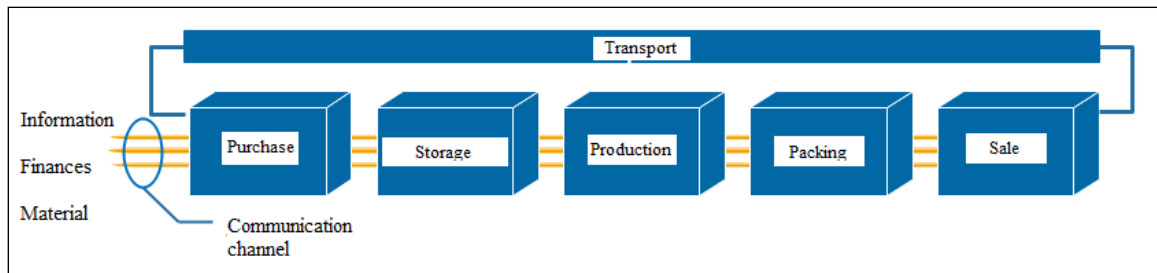 Transport
Information
Finances
Material
Purchase
Storage
Production
Packing
Sale
Communication
channel